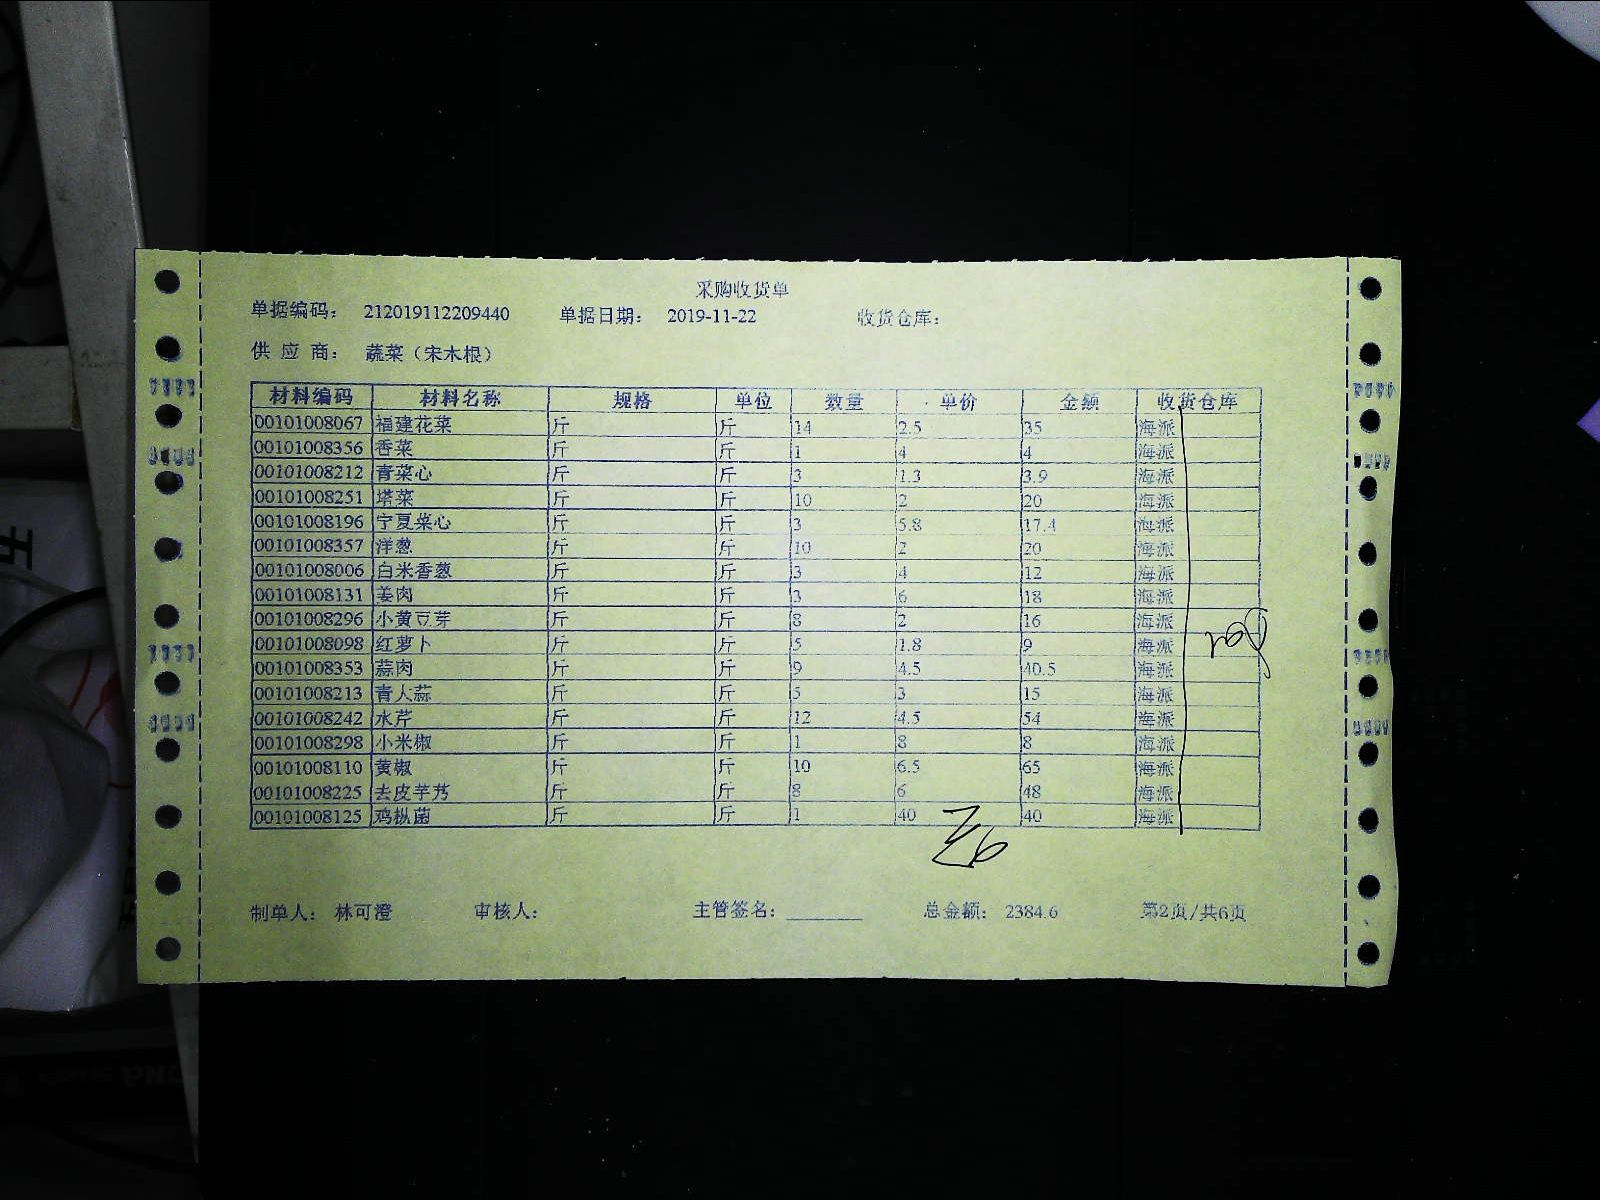 采购收货单
单据编码: 212019112209440 单据日期: 2019-11-22 收货仓库:
供应商: 蔬菜(宋木根)
材料编码 材料名称 规格 单位 数量 单价 金额 收货仓库
00101008067 福建花菜 斤 斤 14 2.5 35 海派
00101008356 香菜 斤 斤 1 4 4 海派
00101008212 青菜心 斤 斤 3 1.3 3.9 海派
00101008251 塔菜 斤 斤 10 2 20 海派
00101008196 宁夏菜心 斤 斤 3 5.8 17.4 海派
00101008357 洋葱 斤 斤 10 2 20 海派
00101008006 白米香葱 斤 斤 3 4 12 海派
00101008131 姜肉 斤 斤 3 6 18 海派
00101008296 小黄豆芽 斤 斤 8 2 16 海派
00101008098 红萝卜 斤 斤 5 1.8 9 海派
00101008353 蒜肉 斤 斤 9 4.5 40.5 海派
00101008213 青大蒜 斤 斤 5 3 15 海派
00101008242 水芹 斤 斤 12 4.5 54 海派
00101008298 小米椒 斤 斤 1 8 8 海派
00101008110 黄椒 斤 斤 10 6.5 65 海派
00101008225 去皮芋艿 斤 斤 8 6 48 海派
00101008125 鸡枞菌 斤 斤 1 40 40 海派
制单人: 林可澄 审核人: 主管签名: 总金额: 2384.6 第2页/共6页